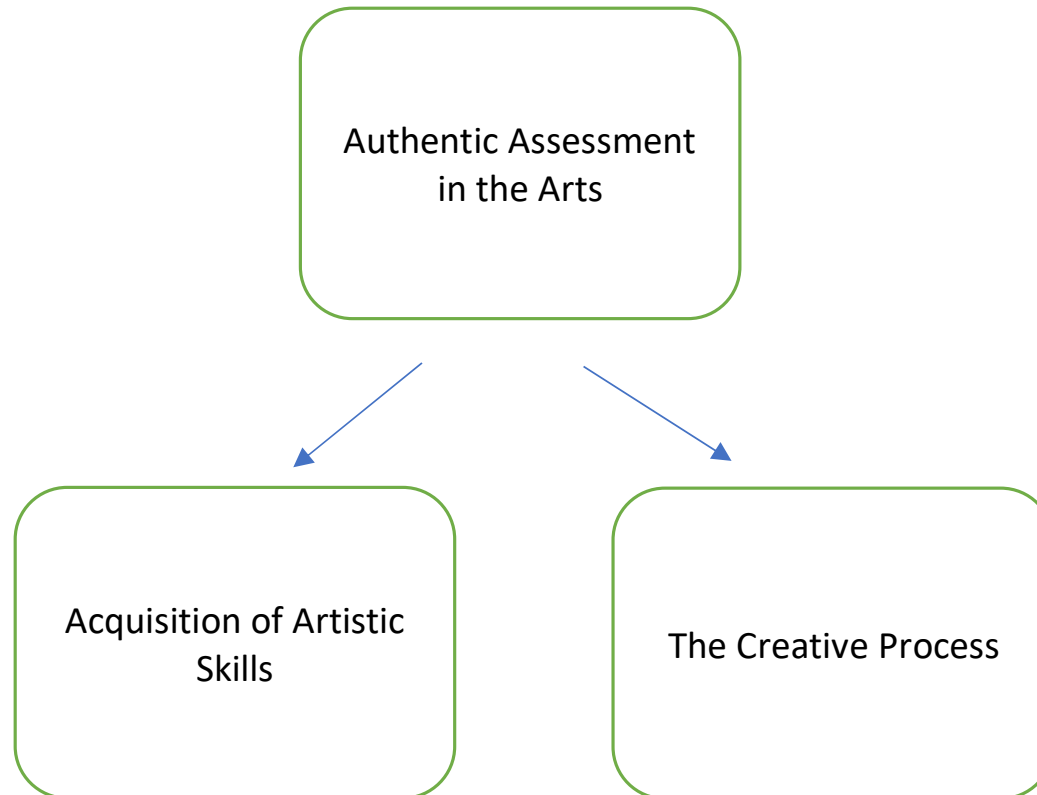 Authentic Assessment
in the Arts
Acquisition of Artistic
Skills
The Creative Process